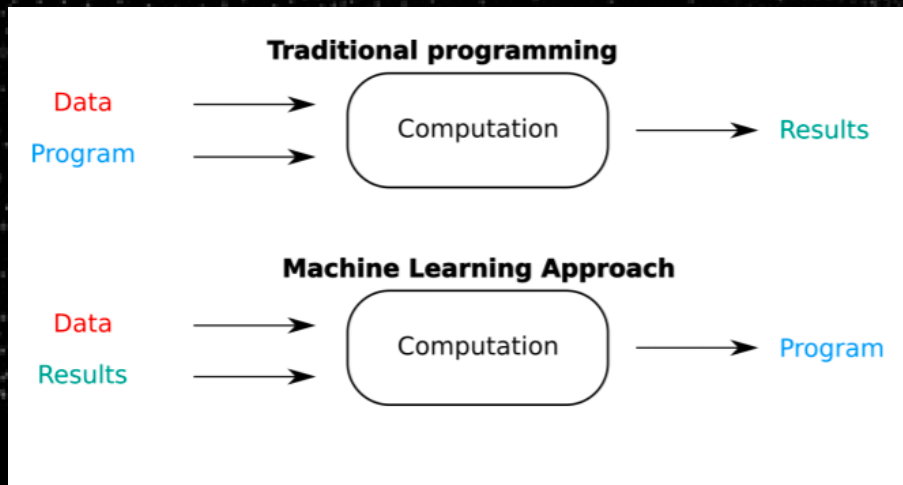 Traditional programming
Data
Program
Computation
Results
Machine Learning Approach
Data
Results
Computation
Program